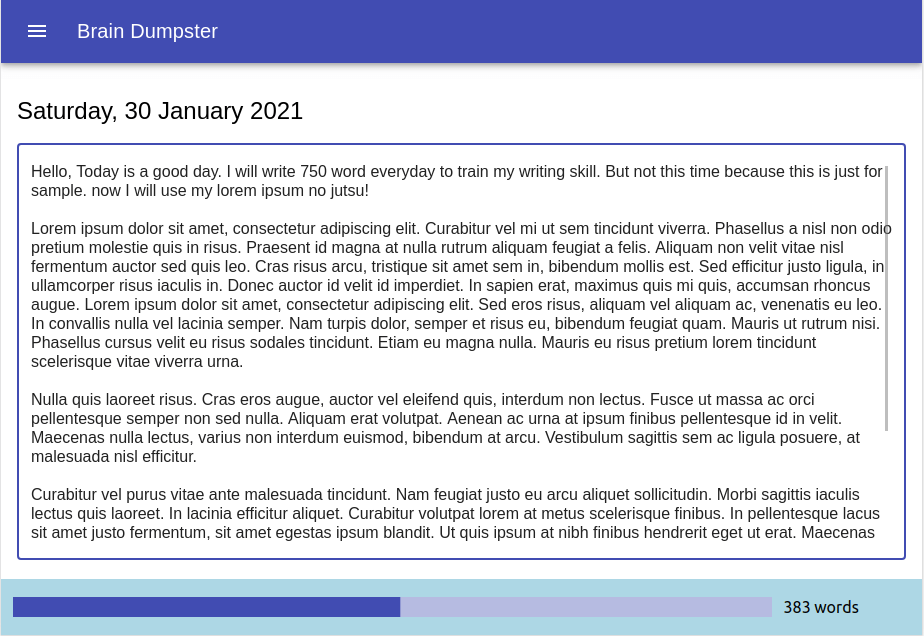 Brain Dumpster
Saturday, 30 January 2021
Hello, Today is a good day. I will write 750 word everyday to train my writing skill. But not this time because this is just for
sample. now I will use my lorem ipsum no jutsu!
Lorem ipsum dolor sit amet, consectetur adipiscing elit. Curabitur vel mi ut sem tincidunt viverra. Phasellus a nisl non odio
pretium molestie quis in risus. Praesent id magna at nulla rutrum aliquam feugiat a felis. Aliquam non velit vitae nisl
fermentum auctor sed quis leo. Cras risus arcu, tristique sit amet sem in, bibendum mollis est. Sed efficitur justo ligula, in
ullamcorper risus iaculis in. Donec auctor id velit id imperdiet. In sapien erat, maximus quis mi quis, accumsan rhoncus
augue. Lorem ipsum dolor sit amet, consectetur adipiscing elit. Sed eros risus, aliquam vel aliquam ac, venenatis eu leo.
In convallis nulla vel lacinia semper. Nam turpis dolor, semper et risus eu, bibendum feugiat quam. Mauris ut rutrum nisi.
Phasellus cursus velit eu risus sodales tincidunt. Etiam eu magna nulla. Mauris eu risus pretium lorem tincidunt
scelerisque vitae viverra urna.
Nulla quis laoreet risus. Cras eros augue, auctor vel eleifend quis, interdum non lectus. Fusce ut massa ac orci
pellentesque semper non sed nulla. Aliquam erat volutpat. Aenean ac urna at ipsum finibus pellentesque id in velit.
Maecenas nulla lectus, varius non interdum euismod, bibendum at arcu. Vestibulum sagittis sem ac ligula posuere, at
malesuada nisl efficitur.
Curabitur vel purus vitae ante malesuada tincidunt. Nam feugiat justo eu arcu aliquet sollicitudin. Morbi sagittis iaculis
lectus quis laoreet. In lacinia efficitur aliquet. Curabitur volutpat lorem at metus scelerisque finibus. In pellentesque lacus
sit amet justo fermentum, sit amet egestas ipsum blandit. Ut quis ipsum at nibh finibus hendrerit eget ut erat. Maecenas
383 words